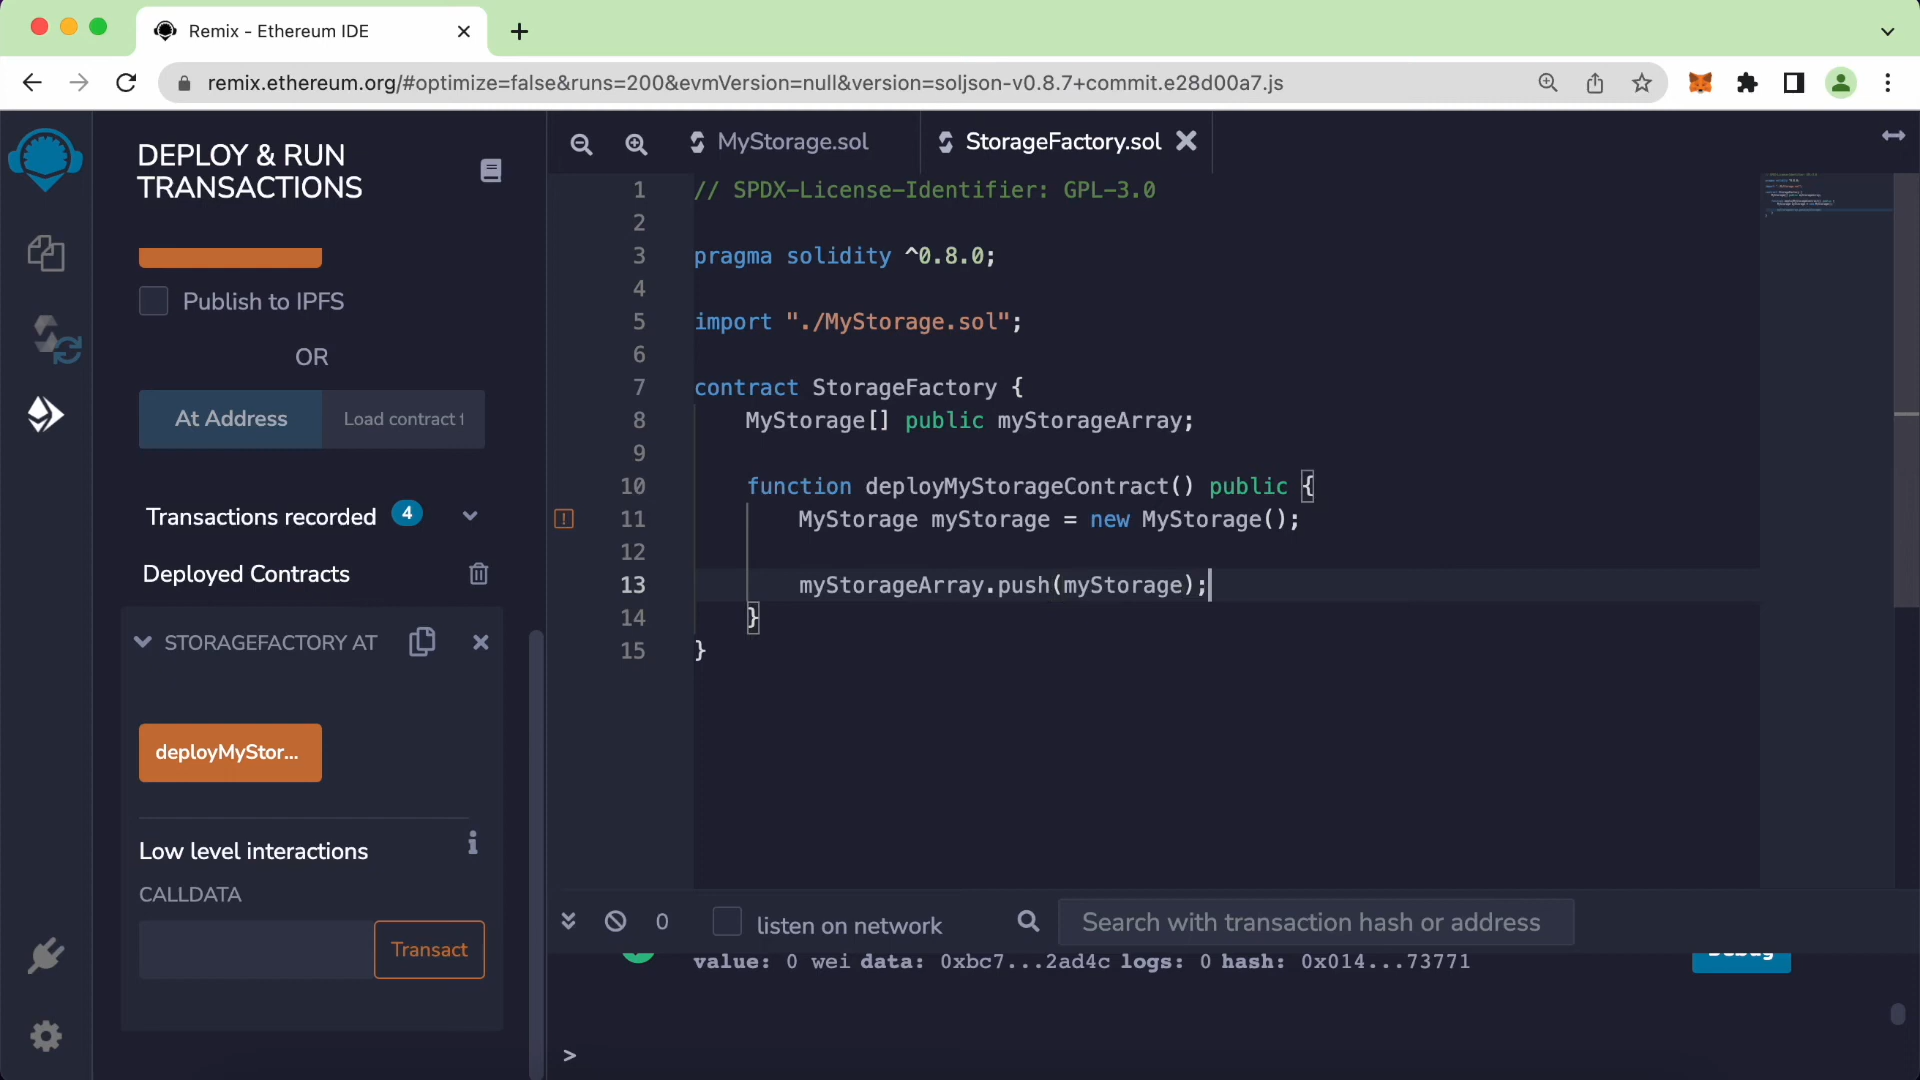 Remix - Ethereum IDE
remix.ethereum.org/#optimize=false&runs=200&evmVersion=null&version=soljson-v0.8.7+commit.e28d00a7.js
DEPLOY & RUN
TRANSACTIONS
Publish to IPFS
OR
At Address
Load contract f
Transactions recorded 4
Deployed Contracts
STORAGEFACTORY AT
deployMyStor...
Low level interactions
i
CALLDATA
Transact
MyStorage.sol
StorageFactory.sol
1 // SPDX-License-Identifier: GPL-3.0
2
3 pragma solidity ^0.8.0;
4
5 import "./MyStorage.sol";
6
7 contract StorageFactory {
8 MyStorage[] public myStorageArray;
9
10 function deployMyStorageContract() public {
11 MyStorage myStorage = new MyStorage();
12
13 myStorageArray.push(myStorage);
14 }
15 }
0
listen on network
Search with transaction hash or address
value: 0 wei data: 0xbc7...2ad4c logs: 0 hash: 0x014...73771
Debug
>